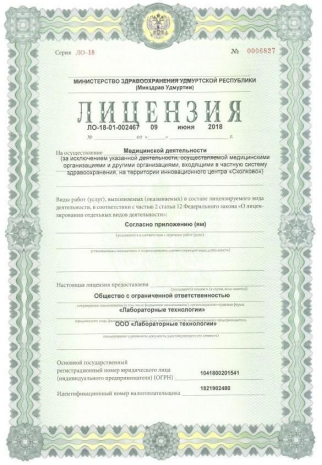 Серия ЛО-18
№ 0006827
МИНИСТЕРСТВО ЗДРАВООХРАНЕНИЯ УДМУРТСКОЙ РЕСПУБЛИКИ
(Минздрав Удмуртии)
ЛИЦЕНЗИЯ
ЛО-18-01-002467 09 июня 2018
№ г.
На осуществление Медицинской деятельности
(за исключением указанной деятельности, осуществляемой медицинскими
организациями и другими организациями, входящими в частную систему
здравоохранения, на территории инновационного центра «Сколково»)
Виды работ (услуг), выполняемых (оказываемых) в составе лицензируемого вида
деятельности, в соответствии с частью 2 статьи 12 Федерального закона «О лицен-
зировании отдельных видов деятельности»:
Согласно приложению (ям)
Настоящая лицензия предоставлена
Общество с ограниченной ответственностью
«Лабораторные технологии»
ООО «Лабораторные технологии»
Основной государственный
регистрационный номер юридического лица
(индивидуального предпринимателя) (ОГРН) 1041800201541
1821902480
Идентификационный номер налогоплательщика